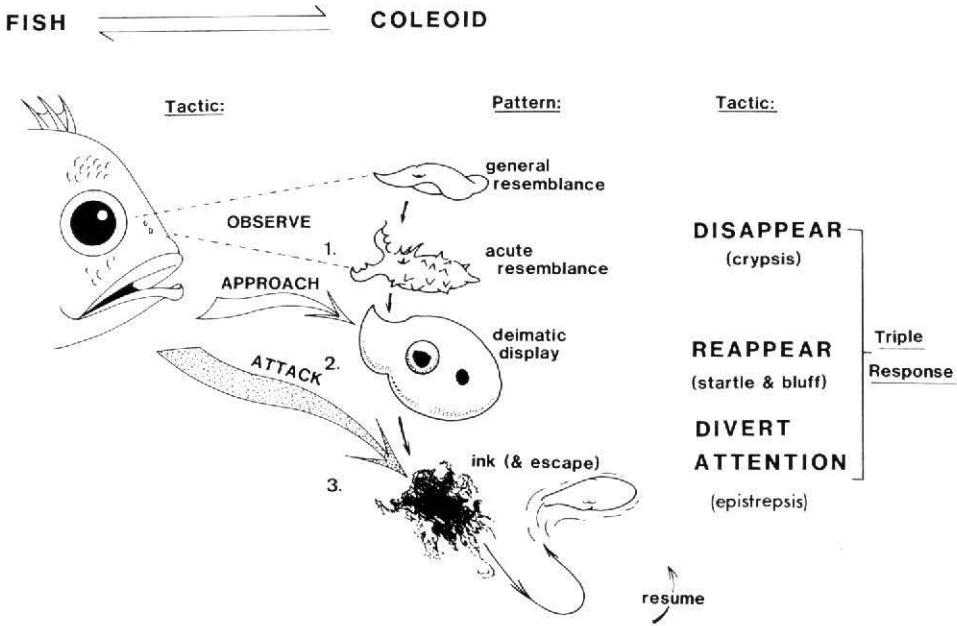 FISH
COLEOID
Tactic:
Pattern:
Tactic:
general
resemblance
OBSERVE
1.
acute
resemblance
DISAPPEAR
(crypsis)
APPROACH
deimatic
display
2.
ATTACK
REAPPEAR
(startle & bluff)
Triple
Response
DIVERT
ATTENTION
(epistrepsis)
ink (& escape)
3.
resume